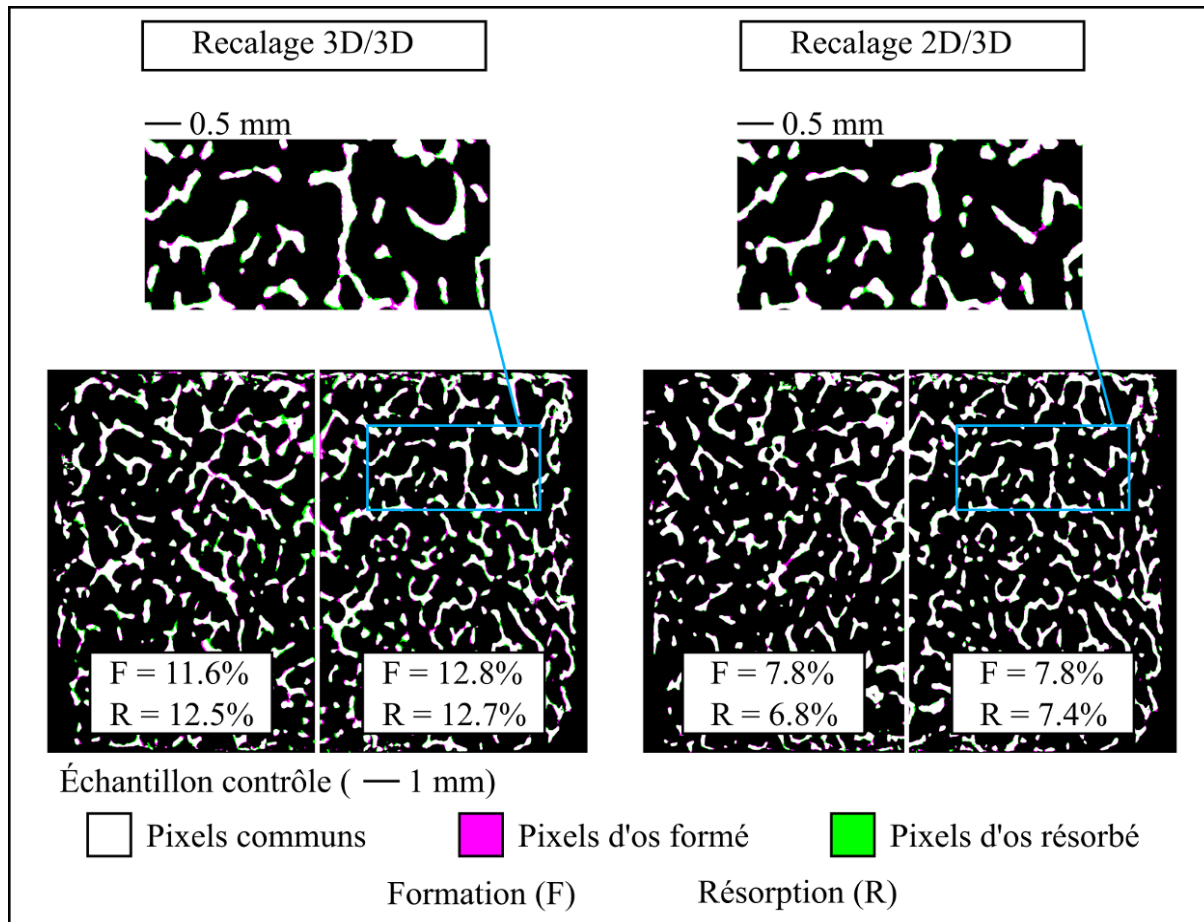 Recalage 3D/3D
Recalage 2D/3D
0.5 mm
0.5 mm
F = 11.6%
R = 12.5%
F = 12.8%
R = 12.7%
F = 7.8%
R = 6.8%
F = 7.8%
R = 7.4%
Échantillon contrôle ( — 1 mm)
Pixels communs
Pixels d'os formé
Pixels d'os résorbé
Formation (F)
Résorption (R)